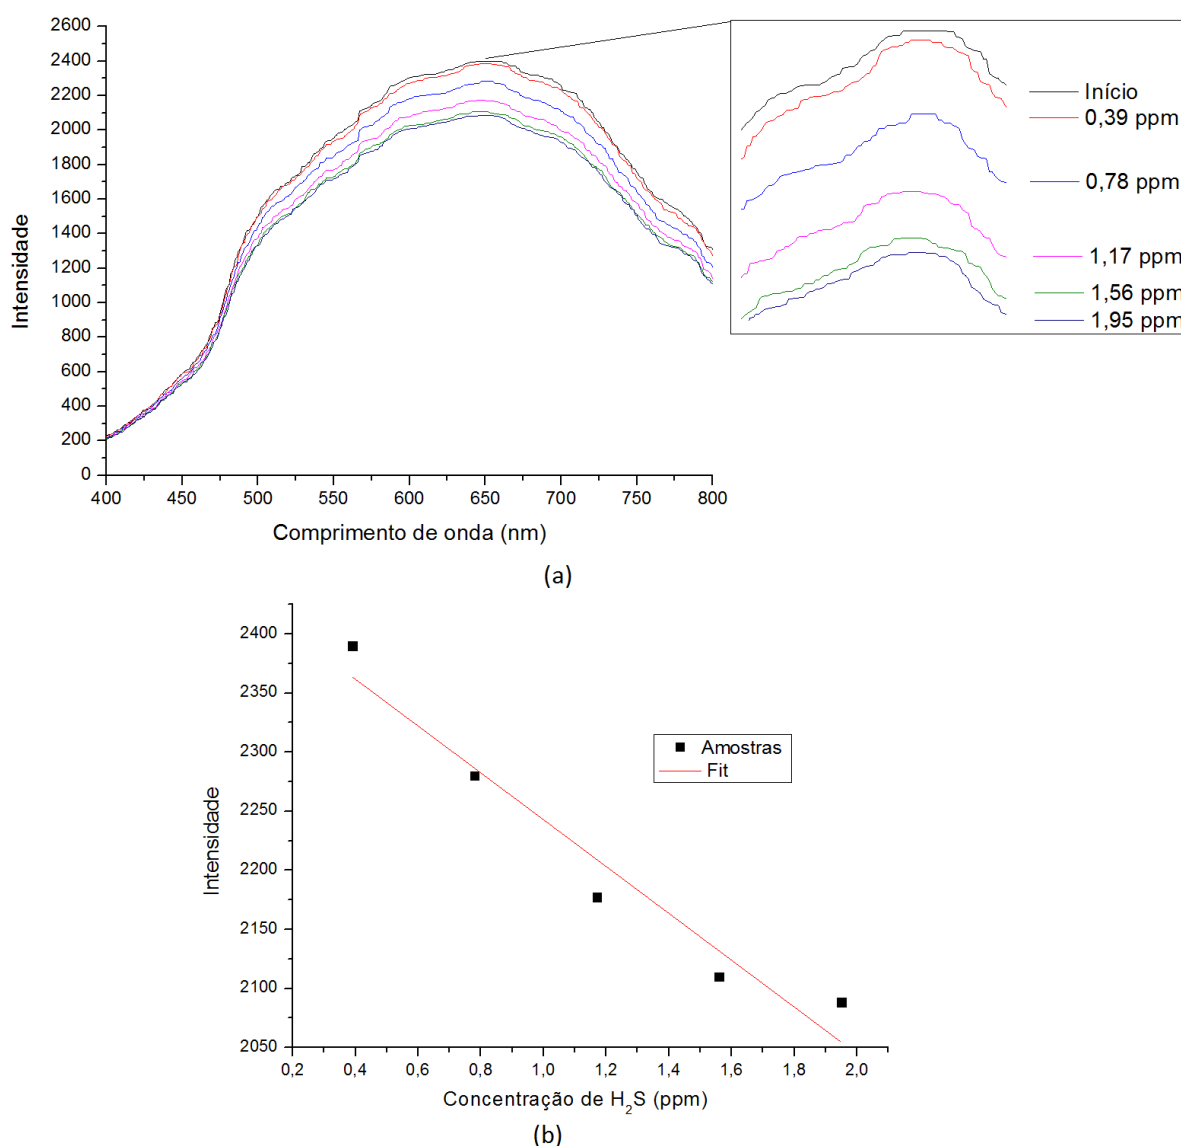 (a)
2600
2400
2200
2000
1800
1600
1400
1200
1000
800
600
400
200
0
Intensidade
400 450 500 550 600 650 700 750 800
Comprimento de onda (nm)
Início
0,39 ppm
0,78 ppm
1,17 ppm
1,56 ppm
1,95 ppm
(a)
2400
2350
2300
2250
2200
2150
2100
2050
Intensidade
Amostras
Fit
0,2 0,4 0,6 0,8 1,0 1,2 1,4 1,6 1,8 2,0
Concentração de H₂S (ppm)
(b)